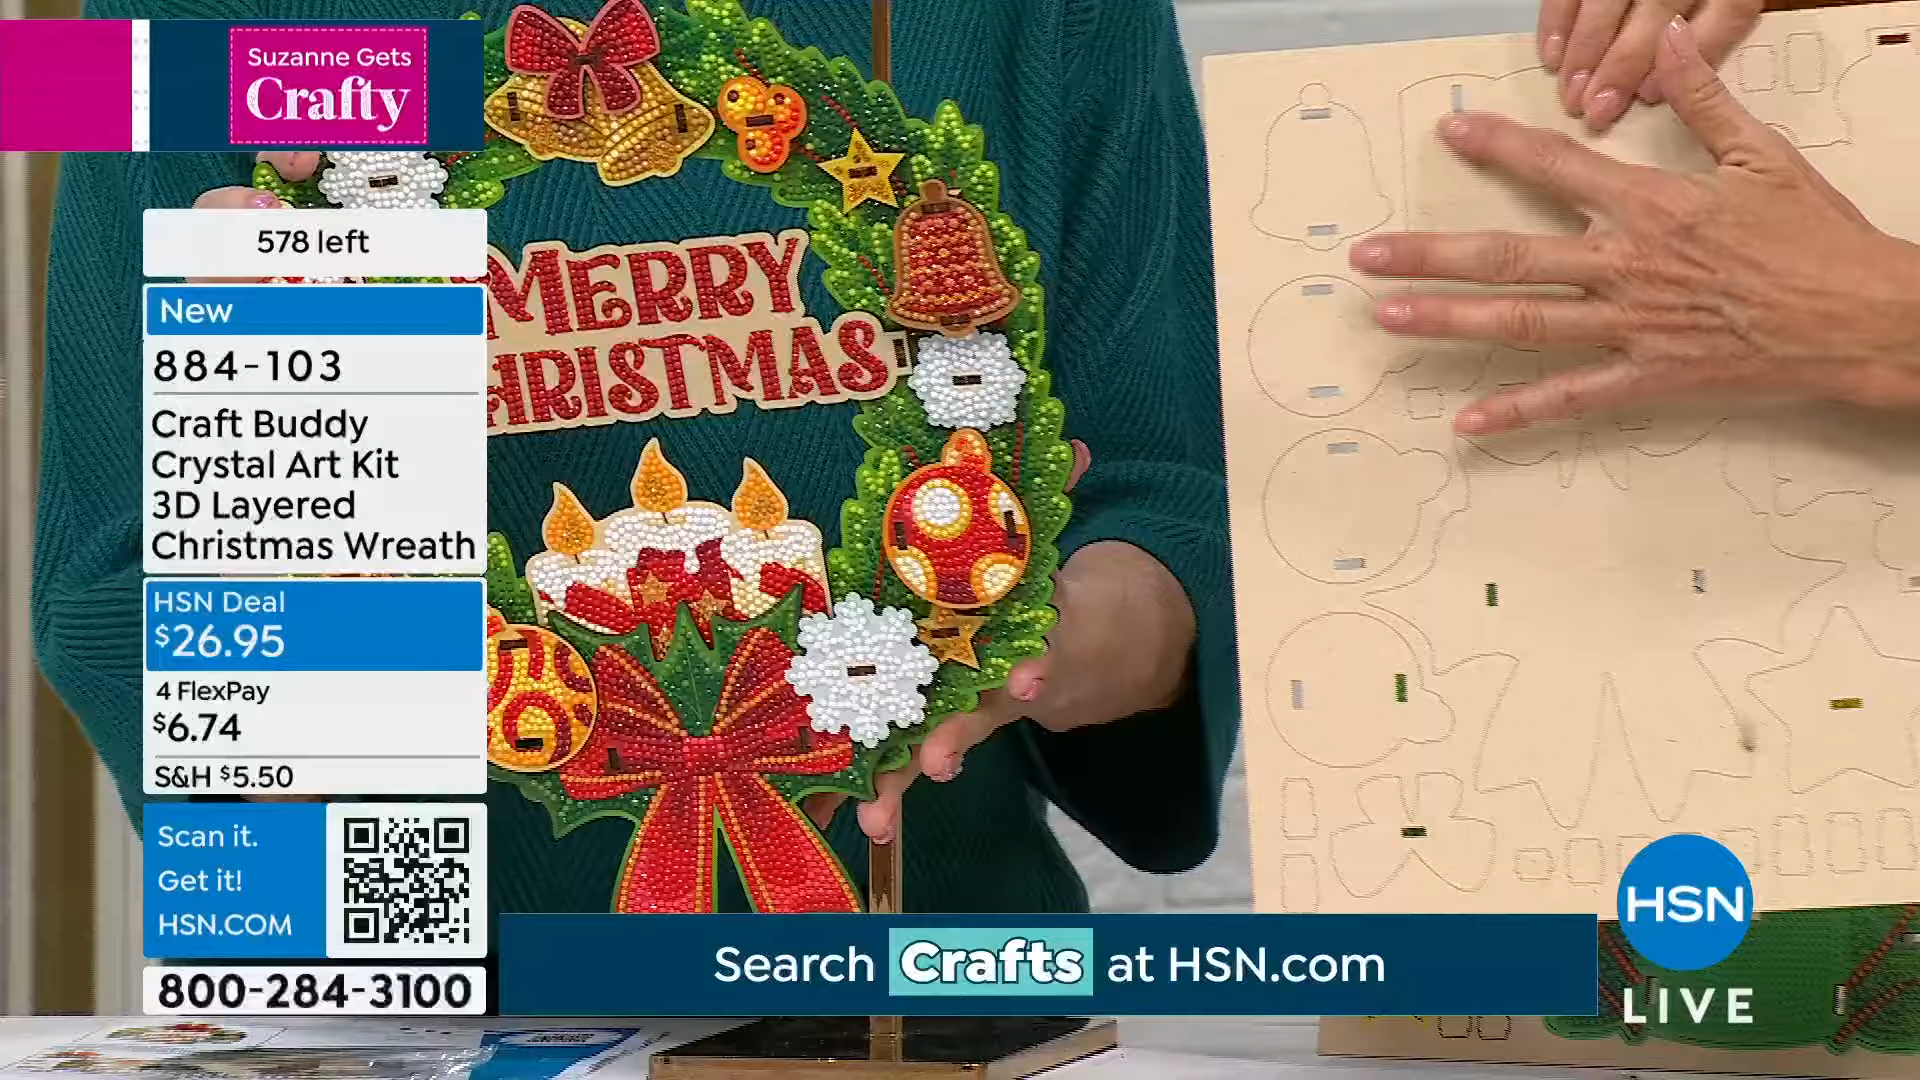 Suzanne Gets
Crafty
578 left
New
884-103
Craft Buddy
Crystal Art Kit
3D Layered
Christmas Wreath
HSN Deal
$26.95
4 FlexPay
$6.74
S&H $5.50
Scan it.
Get it!
HSN.COM
800-284-3100
MERRY
HRISTMAS
Search Crafts at HSN.com
HSN
LIVE